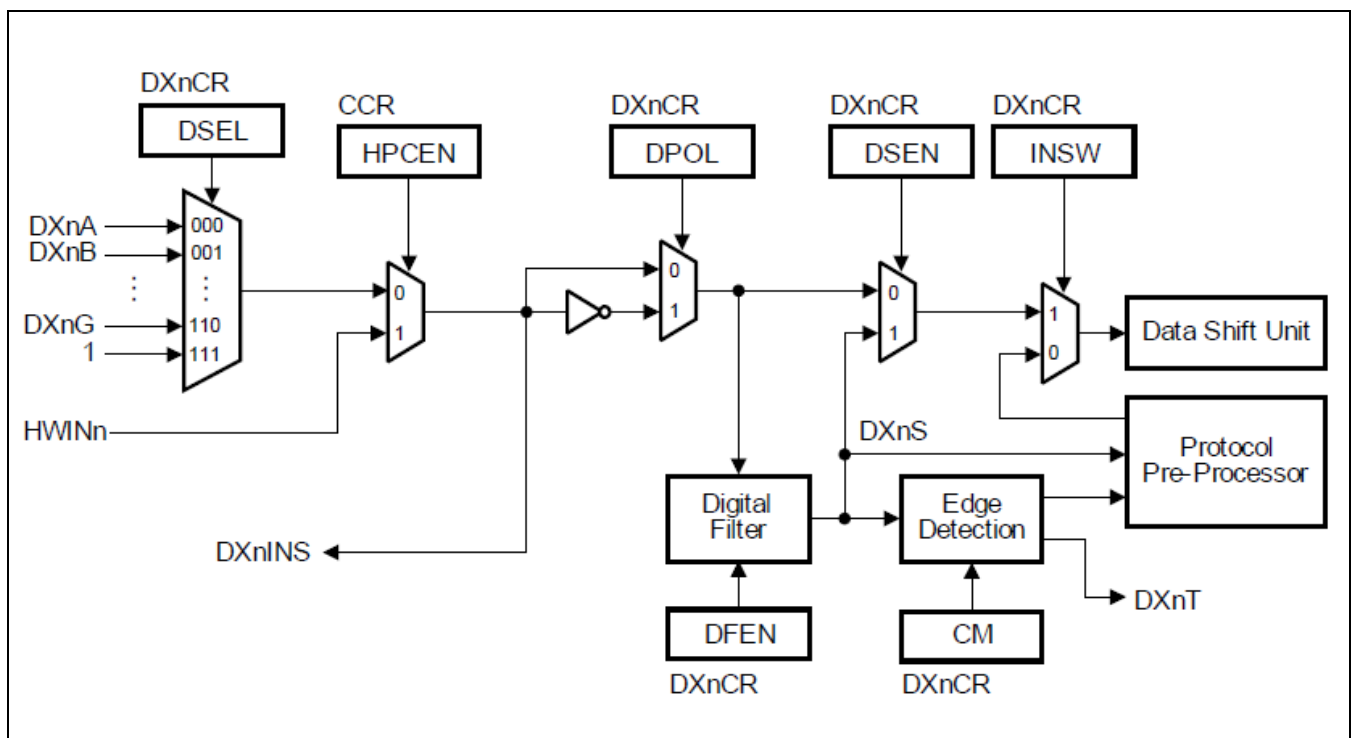 DXnCR
DSEL
CCR
HPCEN
DXnCR
DPOL
DXnCR
DSEN
DXnCR
INSW
DXnA
DXnB
⋮
DXnG
1
000
001
⋮
110
111
0
1
0
1
0
1
1
0
Data Shift Unit
HWINn
DXnS
Protocol
Pre-Processor
Digital
Filter
Edge
Detection
DXnINS
DXnT
DFEN
DXnCR
CM
DXnCR